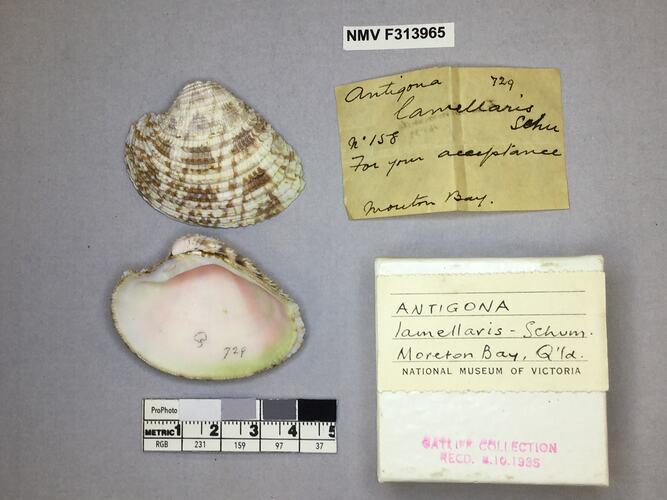 NMV F313965
Antigona 729
lamellaris
Schu
No 158
For your acceptance
Moreton Bay.
ANTIGONA
lamellaris - Schum.
Moreton Bay, Q'ld.
NATIONAL MUSEUM OF VICTORIA
GATLIFF COLLECTION
RECD. 4.10.1935
729
ProPhoto
METRIC 1 2 3 4 5
RGB 231 159 97 37